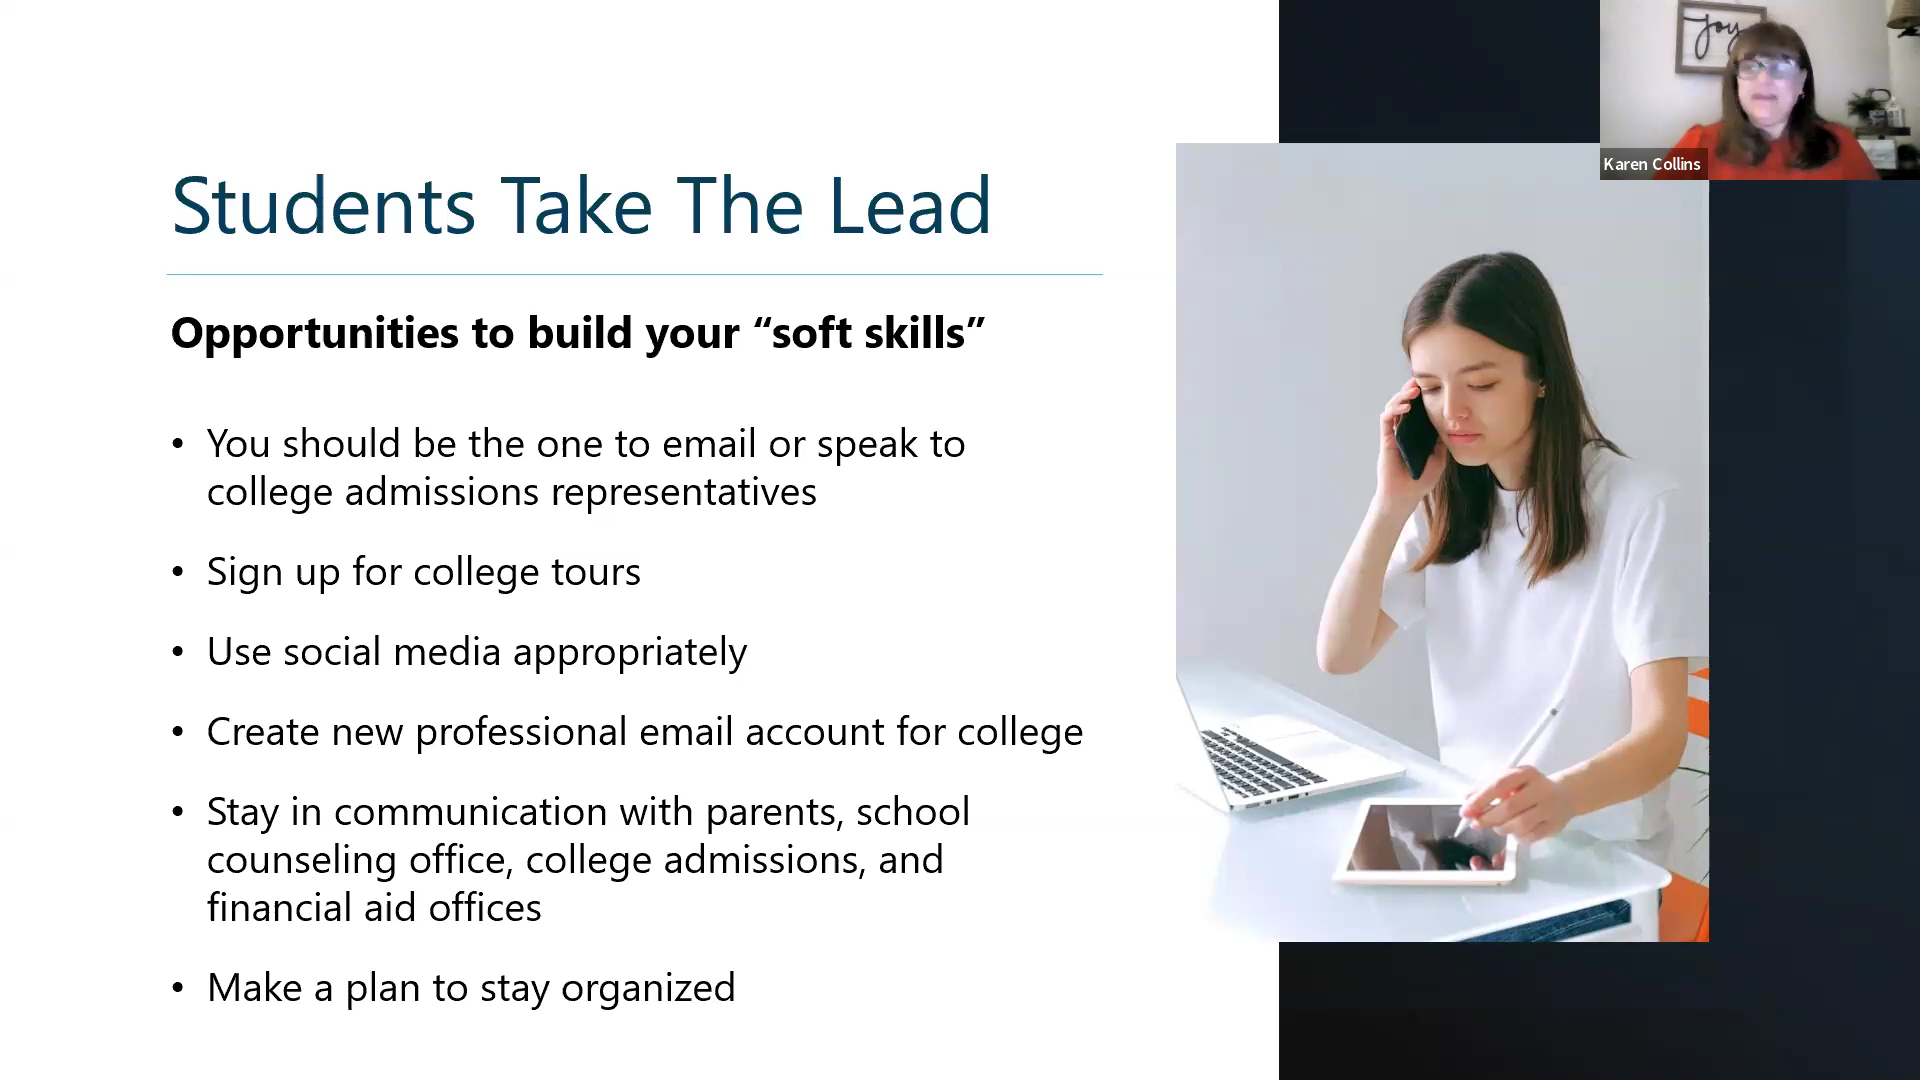 Joy
Karen Collins
Students Take The Lead
Opportunities to build your “soft skills”
• You should be the one to email or speak to
college admissions representatives
• Sign up for college tours
• Use social media appropriately
• Create new professional email account for college
• Stay in communication with parents, school
counseling office, college admissions, and
financial aid offices
• Make a plan to stay organized